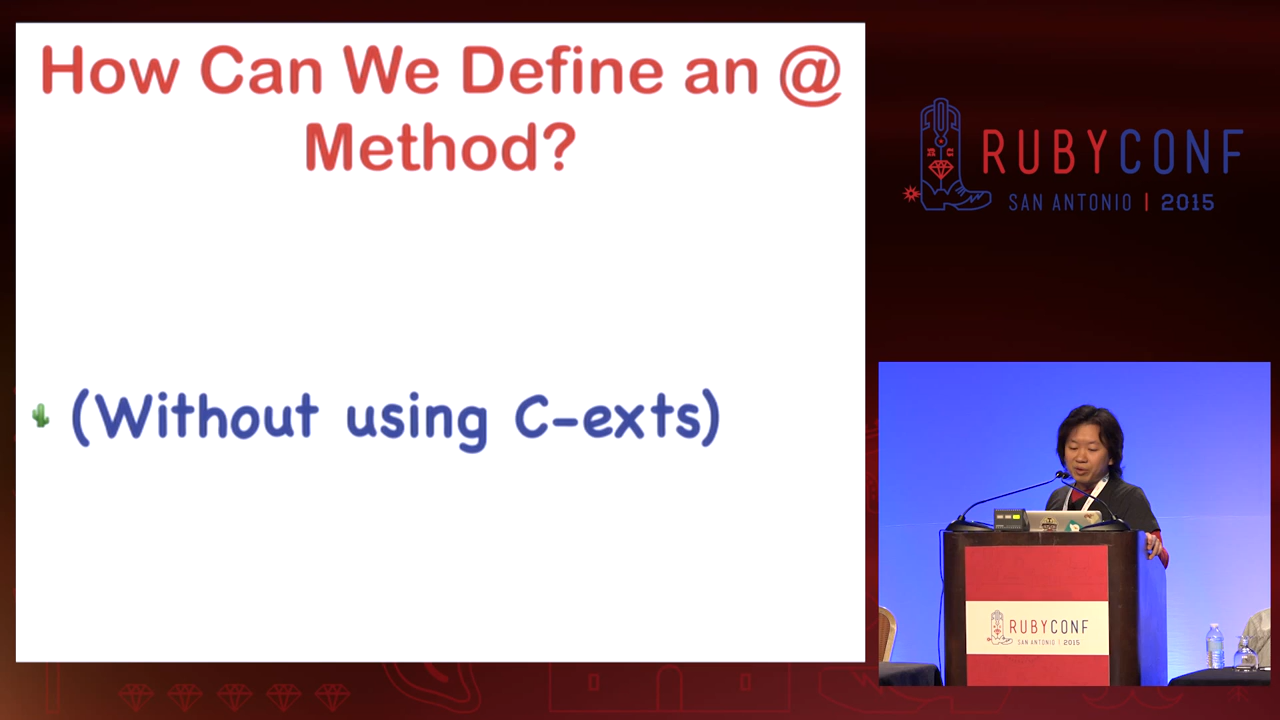 How Can We Define an @
Method?
(Without using C-exts)
RUBYCONF
SAN ANTONIO | 2015
RUBYCONF
SAN ANTONIO | 2015